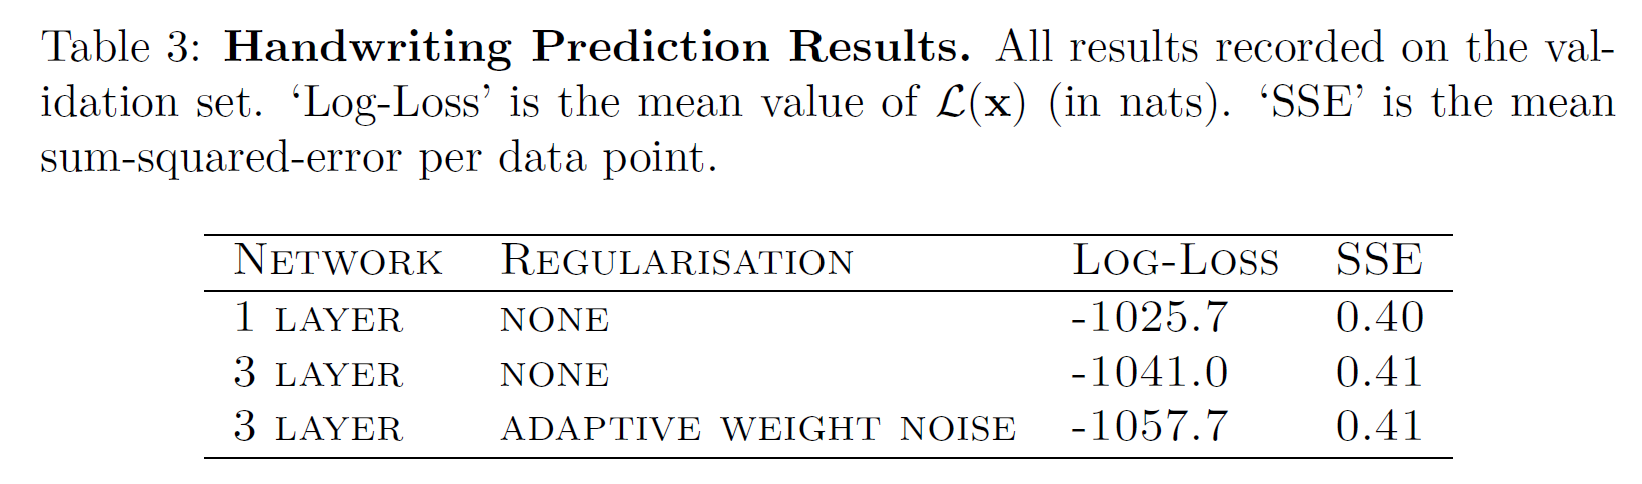 Table 3: Handwriting Prediction Results. All results recorded on the val-
idation set. ‘Log-Loss’ is the mean value of ℒ(x) (in nats). ‘SSE’ is the mean
sum-squared-error per data point.
Network Regularisation Log-Loss SSE
1 layer none -1025.7 0.40
3 layer none -1041.0 0.41
3 layer adaptive weight noise -1057.7 0.41